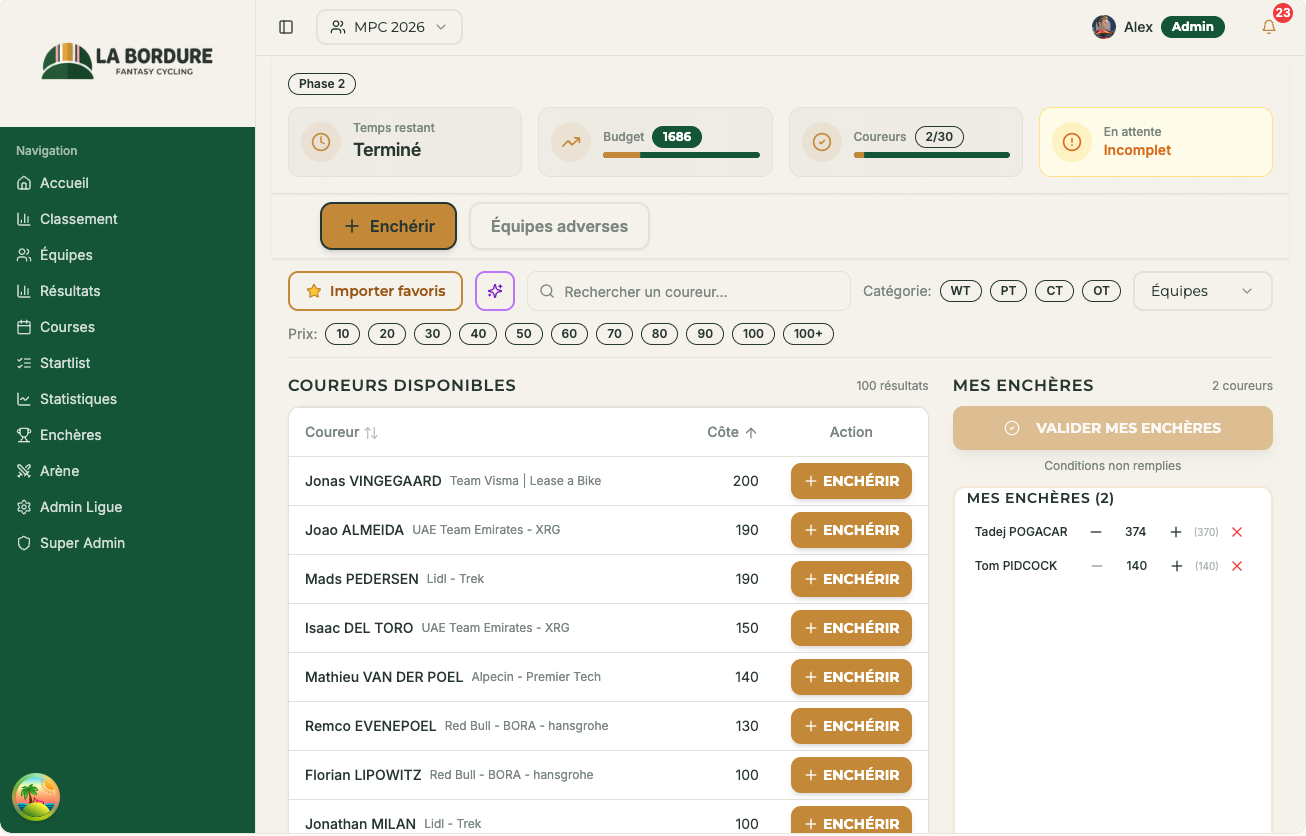 LA BORDURE
FANTASY CYCLING
Navigation
Accueil
Classement
Équipes
Résultats
Courses
Startlist
Statistiques
Enchères
Arène
Admin Ligue
Super Admin
MPC 2026
Alex Admin 23
Phase 2
Temps restant
Terminé
Budget 1686
Coureurs 2/30
En attente
Incomplet
Enchérir Équipes adverses
Importer favoris Rechercher un coureur... Catégorie: WT PT CT OT Équipes
Prix: 10 20 30 40 50 60 70 80 90 100 100+
COUREURS DISPONIBLES 100 résultats
Coureur Côte Action
Jonas VINGEGAARD Team Visma | Lease a Bike 200 + ENCHÉRIR
Joao ALMEIDA UAE Team Emirates - XRG 190 + ENCHÉRIR
Mads PEDERSEN Lidl - Trek 190 + ENCHÉRIR
Isaac DEL TORO UAE Team Emirates - XRG 150 + ENCHÉRIR
Mathieu VAN DER POEL Alpecin - Premier Tech 140 + ENCHÉRIR
Remco EVENEPOEL Red Bull - BORA - hansgrohe 130 + ENCHÉRIR
Florian LIPOWITZ Red Bull - BORA - hansgrohe 100 + ENCHÉRIR
Jonathan MILAN Lidl - Trek 100 + ENCHÉRIR
MES ENCHÈRES 2 coureurs
VALIDER MES ENCHÈRES
Conditions non remplies
MES ENCHÈRES (2)
Tadej POGACAR — 374 + (370)
Tom PIDCOCK — 140 + (140)